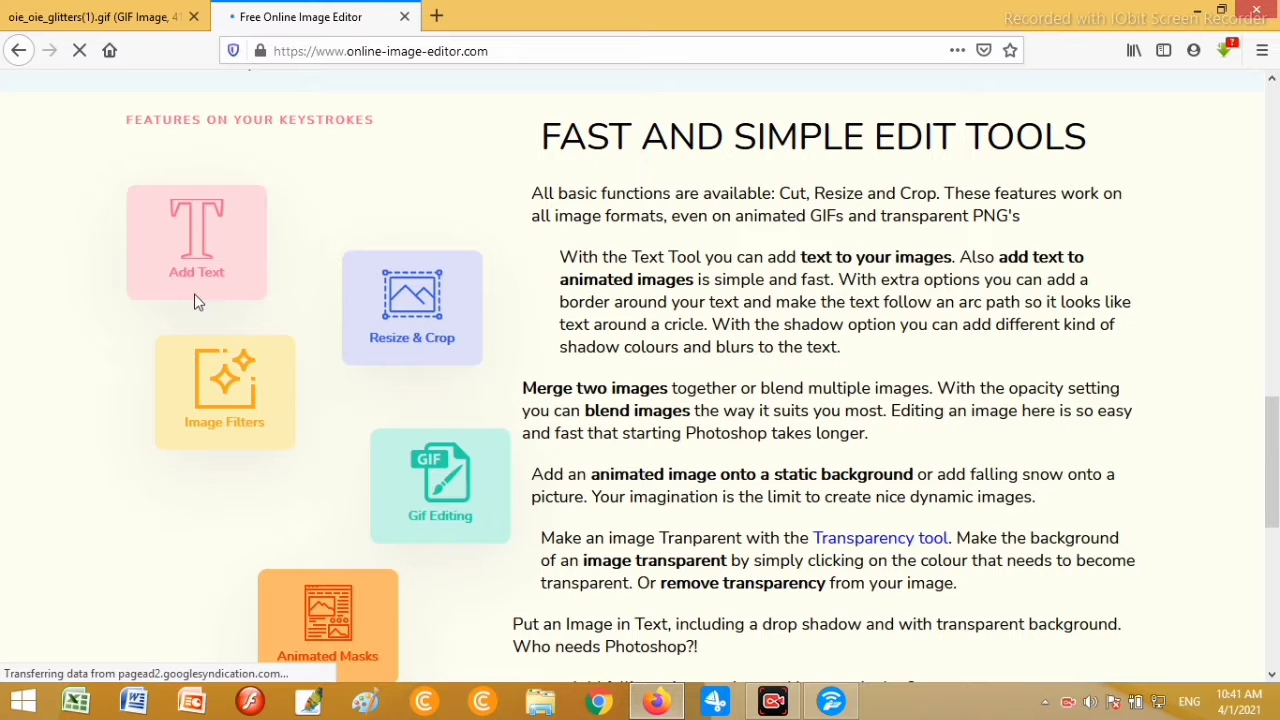 oie_oie_glitters(1).gif (GIF Image, 41
Free Online Image Editor
Recorded with IObit Screen Recorder
https://www.online-image-editor.com
FEATURES ON YOUR KEYSTROKES
Add Text
Resize & Crop
Image Filters
GIF
Gif Editing
Animated Masks
FAST AND SIMPLE EDIT TOOLS
All basic functions are available: Cut, Resize and Crop. These features work on
all image formats, even on animated GIFs and transparent PNG's
With the Text Tool you can add text to your images. Also add text to
animated images is simple and fast. With extra options you can add a
border around your text and make the text follow an arc path so it looks like
text around a cricle. With the shadow option you can add different kind of
shadow colours and blurs to the text.
Merge two images together or blend multiple images. With the opacity setting
you can blend images the way it suits you most. Editing an image here is so easy
and fast that starting Photoshop takes longer.
Add an animated image onto a static background or add falling snow onto a
picture. Your imagination is the limit to create nice dynamic images.
Make an image Tranparent with the Transparency tool. Make the background
of an image transparent by simply clicking on the colour that needs to become
transparent. Or remove transparency from your image.
Put an Image in Text, including a drop shadow and with transparent background.
Who needs Photoshop?!
Transferring data from pagead2.googlesyndication.com...
ENG
10:41 AM
4/1/2021